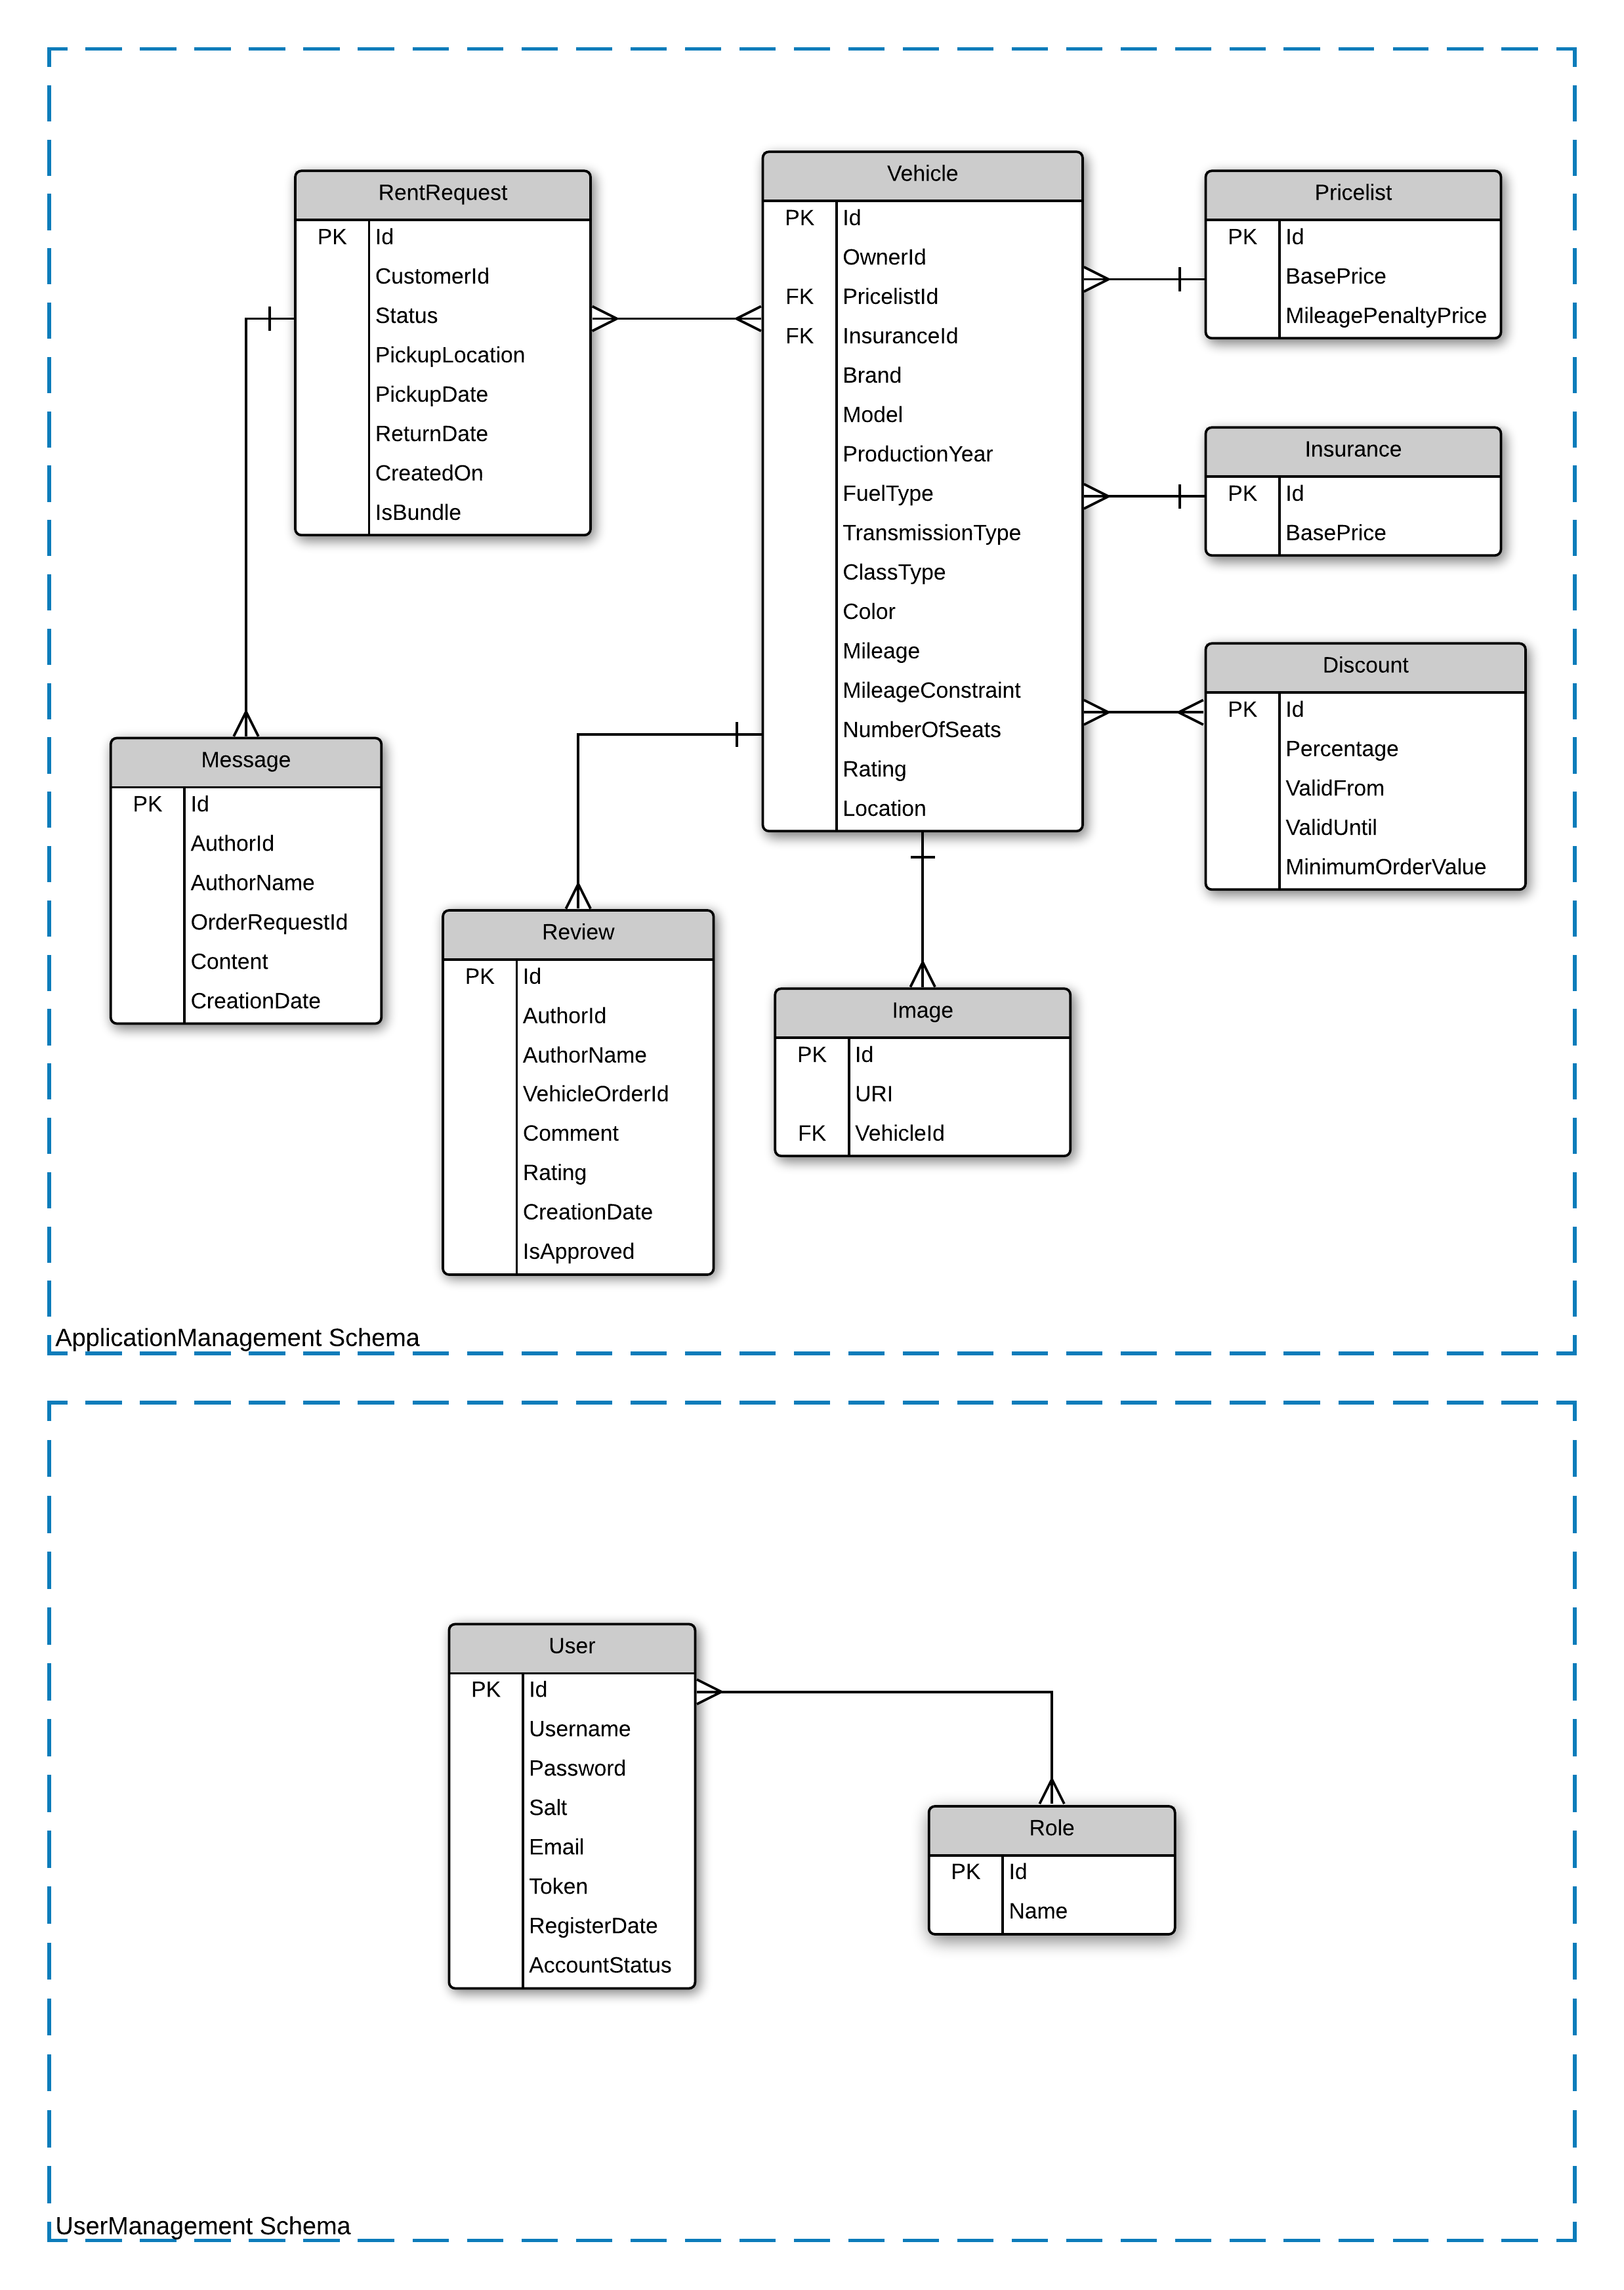 RentRequest
PK Id
CustomerId
Status
PickupLocation
PickupDate
ReturnDate
CreatedOn
IsBundle
Vehicle
PK Id
OwnerId
FK PricelistId
FK InsuranceId
Brand
Model
ProductionYear
FuelType
TransmissionType
ClassType
Color
Mileage
MileageConstraint
NumberOfSeats
Rating
Location
Pricelist
PK Id
BasePrice
MileagePenaltyPrice
Insurance
PK Id
BasePrice
Discount
PK Id
Percentage
ValidFrom
ValidUntil
MinimumOrderValue
Message
PK Id
AuthorId
AuthorName
OrderRequestId
Content
CreationDate
Review
PK Id
AuthorId
AuthorName
VehicleOrderId
Comment
Rating
CreationDate
IsApproved
Image
PK Id
URI
FK VehicleId
ApplicationManagement Schema
User
PK Id
Username
Password
Salt
Email
Token
RegisterDate
AccountStatus
Role
PK Id
Name
UserManagement Schema